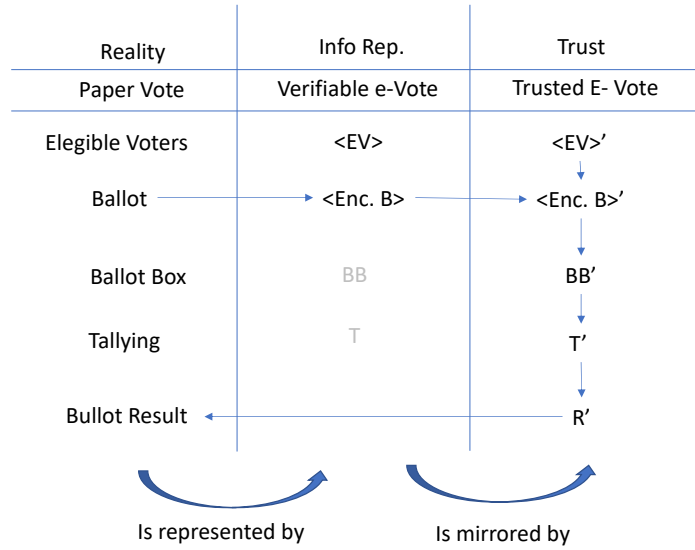 Reality Info Rep. Trust
Paper Vote Verifiable e-Vote Trusted E- Vote
Elegible Voters <EV> <EV>’
Ballot <Enc. B> <Enc. B>’
Ballot Box BB BB’
Tallying T T’
Bullot Result R’
Is represented by Is mirrored by